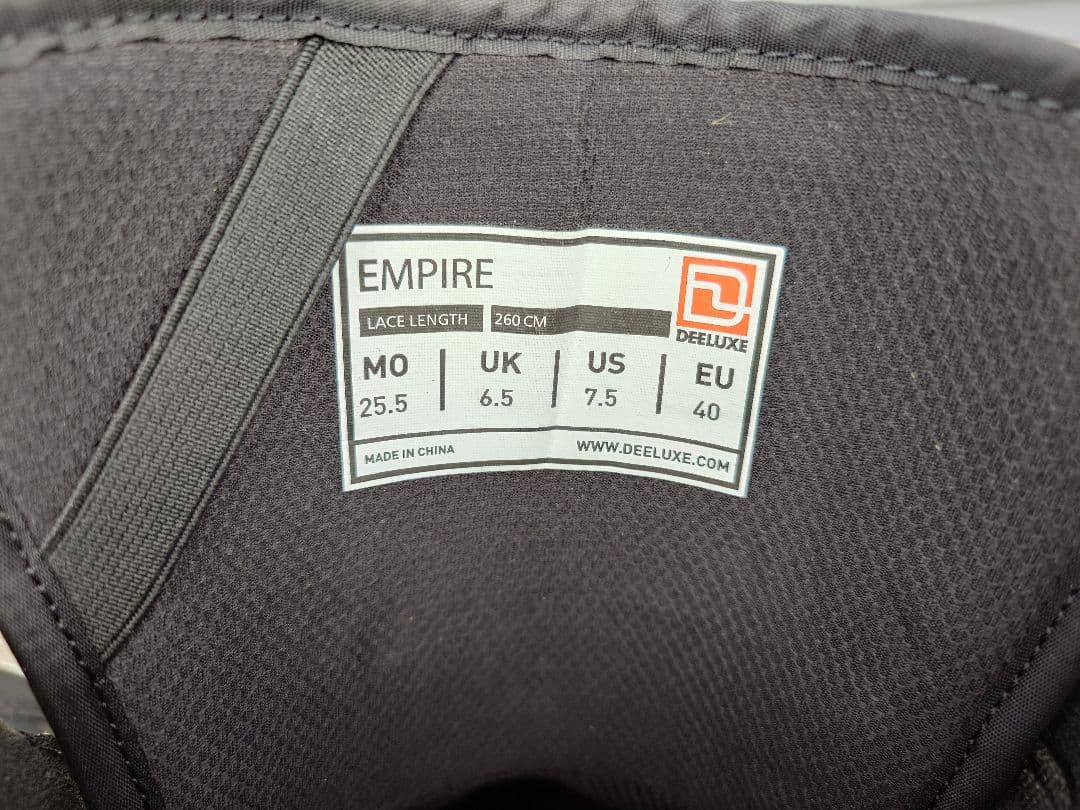 EMPIRE
LACE LENGTH 260 CM
DEELUXE
MO UK US EU
25.5 6.5 7.5 40
MADE IN CHINA WWW.DEELUXE.COM